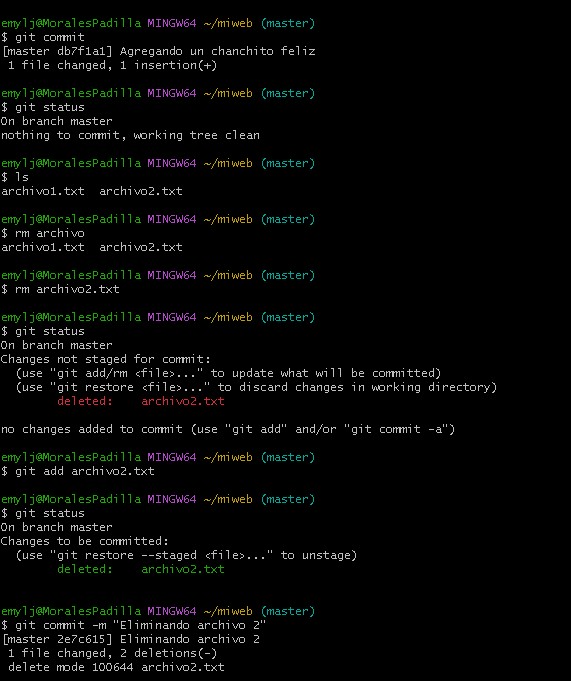 emylj@MoralesPadilla MINGW64 ~/miweb (master)
$ git commit
[master db7f1a1] Agregando un chanchito feliz
 1 file changed, 1 insertion(+)
emylj@MoralesPadilla MINGW64 ~/miweb (master)
$ git status
On branch master
nothing to commit, working tree clean
emylj@MoralesPadilla MINGW64 ~/miweb (master)
$ ls
archivo1.txt  archivo2.txt
emylj@MoralesPadilla MINGW64 ~/miweb (master)
$ rm archivo
archivo1.txt  archivo2.txt
emylj@MoralesPadilla MINGW64 ~/miweb (master)
$ rm archivo2.txt
emylj@MoralesPadilla MINGW64 ~/miweb (master)
$ git status
On branch master
Changes not staged for commit:
  (use "git add/rm <file>..." to update what will be committed)
  (use "git restore <file>..." to discard changes in working directory)
        deleted:    archivo2.txt
no changes added to commit (use "git add" and/or "git commit -a")
emylj@MoralesPadilla MINGW64 ~/miweb (master)
$ git add archivo2.txt
emylj@MoralesPadilla MINGW64 ~/miweb (master)
$ git status
On branch master
Changes to be committed:
  (use "git restore --staged <file>..." to unstage)
        deleted:    archivo2.txt
emylj@MoralesPadilla MINGW64 ~/miweb (master)
$ git commit -m "Eliminando archivo 2"
[master 2e7c615] Eliminando archivo 2
 1 file changed, 2 deletions(-)
 delete mode 100644 archivo2.txt